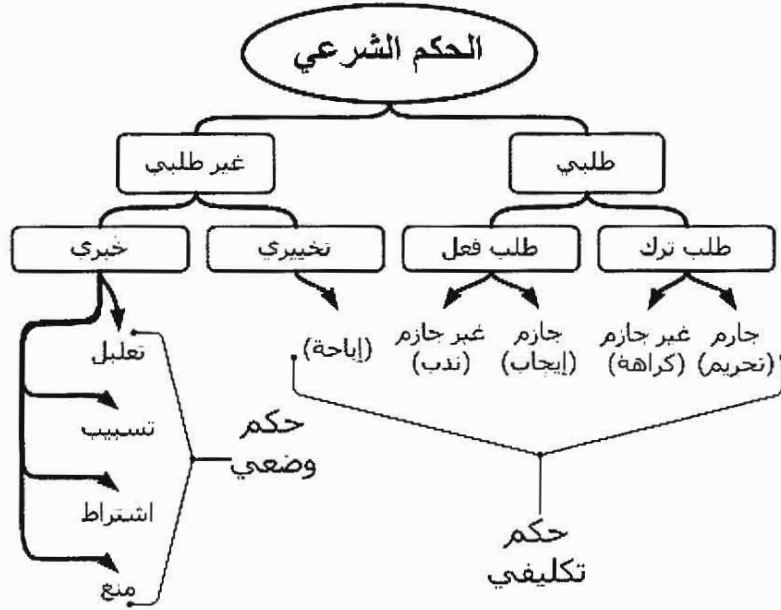 الحكم الشرعي
طلبي
غير طلبي
طلب ترك
طلب فعل
تخييري
خبري
جازم
(تحريم)
غير جازم
(كراهة)
جازم
(إيجاب)
غير جازم
(ندب)
(إباحة)
تعليل
تسبيب
اشتراط
منع
حكم
وضعي
حكم
تكليفي